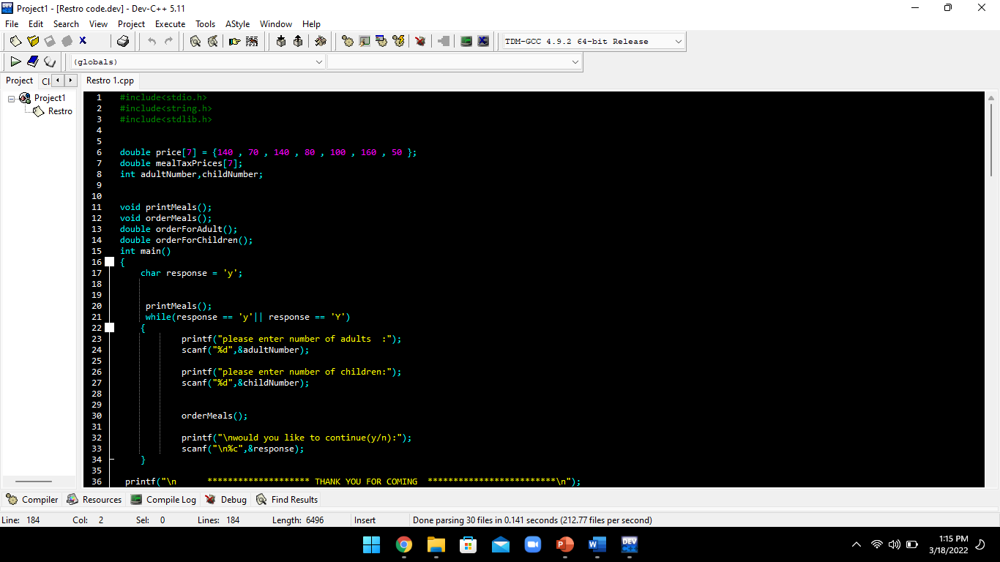 Project1 - [Restro code.dev] - Dev-C++ 5.11
File Edit Search View Project Execute Tools AStyle Window Help
TDM-GCC 4.9.2 64-bit Release
(globals)
Project Cl Restro 1.cpp
Project1
Restro
1 #include<stdio.h>
2 #include<string.h>
3 #include<stdlib.h>
4
5
6 double price[7] = {140 , 70 , 140 , 80 , 100 , 160 , 50 };
7 double mealTaxPrices[7];
8 int adultNumber,childNumber;
9
10
11 void printMeals();
12 void orderMeals();
13 double orderForAdult();
14 double orderForChildren();
15 int main()
16 {
17 char response = 'y';
18
19
20 printMeals();
21 while(response == 'y'|| response == 'Y')
22 {
23 printf("please enter number of adults  :");
24 scanf("%d",&adultNumber);
25
26 printf("please enter number of children:");
27 scanf("%d",&childNumber);
28
29
30 orderMeals();
31
32 printf("\nwould you like to continue(y/n):");
33 scanf("\n%c",&response);
34 }
35
36 printf("\n      ******************** THANK YOU FOR COMING  *************************\n");
Compiler Resources Compile Log Debug Find Results
Line: 184 Col: 2 Sel: 0 Lines: 184 Length: 6496 Insert Done parsing 30 files in 0.141 seconds (212.77 files per second)
1:15 PM
3/18/2022